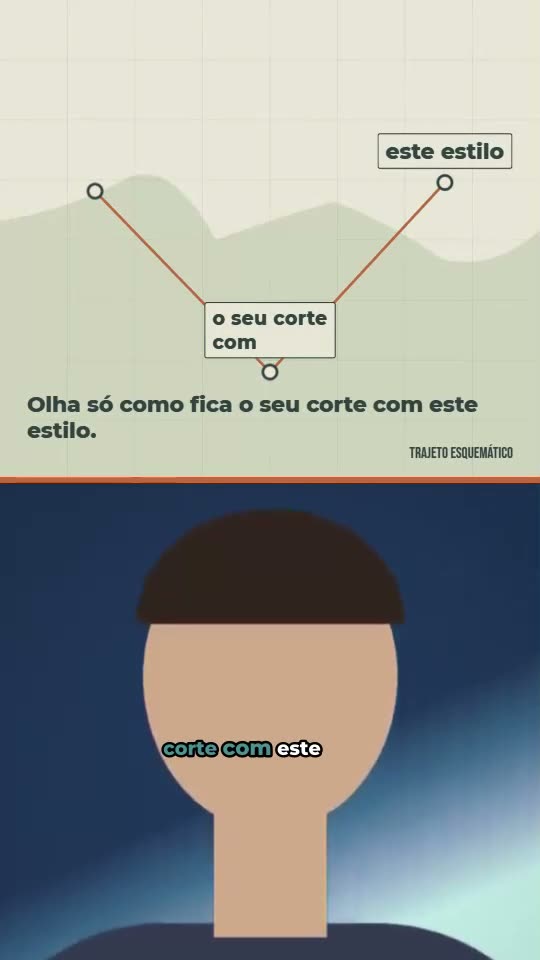 este estilo
o seu corte
com
Olha só como fica o seu corte com este
estilo.
TRAJETO ESQUEMÁTICO
corte com este